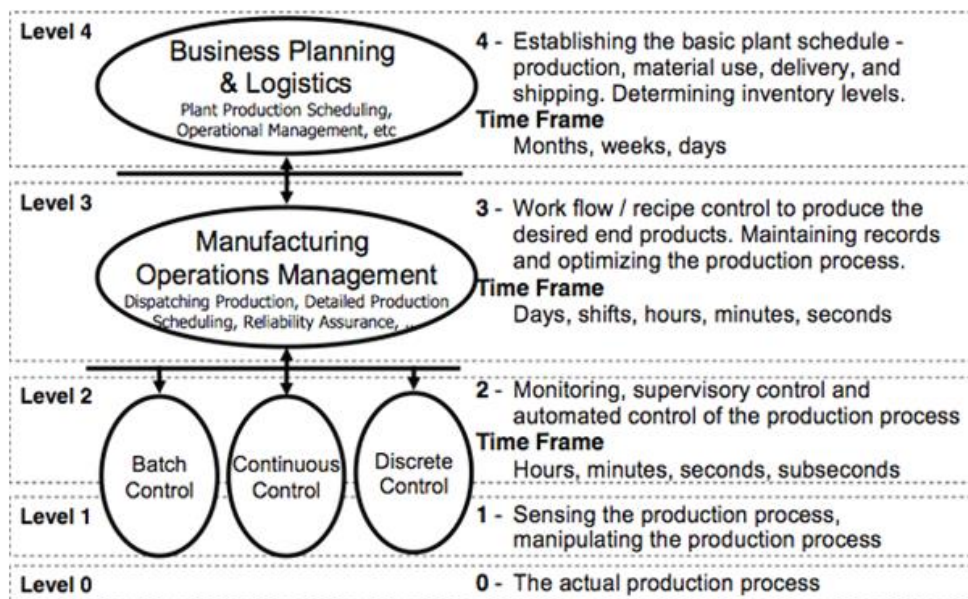 Level 4
Business Planning
& Logistics
Plant Production Scheduling,
Operational Management, etc
4 - Establishing the basic plant schedule -
production, material use, delivery, and
shipping. Determining inventory levels.
Time Frame
Months, weeks, days
Level 3
Manufacturing
Operations Management
Dispatching Production, Detailed Production
Scheduling, Reliability Assurance, ...
3 - Work flow / recipe control to produce the
desired end products. Maintaining records
and optimizing the production process.
Time Frame
Days, shifts, hours, minutes, seconds
Level 2
Batch
Control
Continuous
Control
Discrete
Control
2 - Monitoring, supervisory control and
automated control of the production process
Time Frame
Hours, minutes, seconds, subseconds
Level 1
1 - Sensing the production process,
manipulating the production process
Level 0
0 - The actual production process